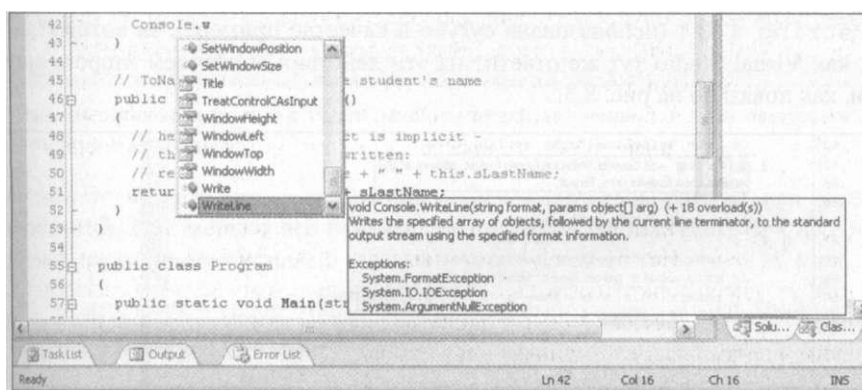 42 Console.w
43 }
44
45 // ToNa e student's name
46 public ()
47 {
48 // he ct is implicit -
49 // th written:
50 // re e + " " + this.sLastName;
51 retur + sLastName;
52 }
53 }
54
55 public class Program
56 {
57 public static void Main(str
SetWindowPosition
SetWindowSize
Title
TreatControlCAsInput
WindowHeight
WindowLeft
WindowTop
WindowWidth
Write
WriteLine
void Console.WriteLine(string format, params object[] arg) (+ 18 overload(s))
Writes the specified array of objects, followed by the current line terminator, to the standard
output stream using the specified format information.
Exceptions:
System.FormatException
System.IO.IOException
System.ArgumentNullException
Solu... Clas...
Task List Output Error List
Ready Ln 42 Col 16 Ch 16 INS